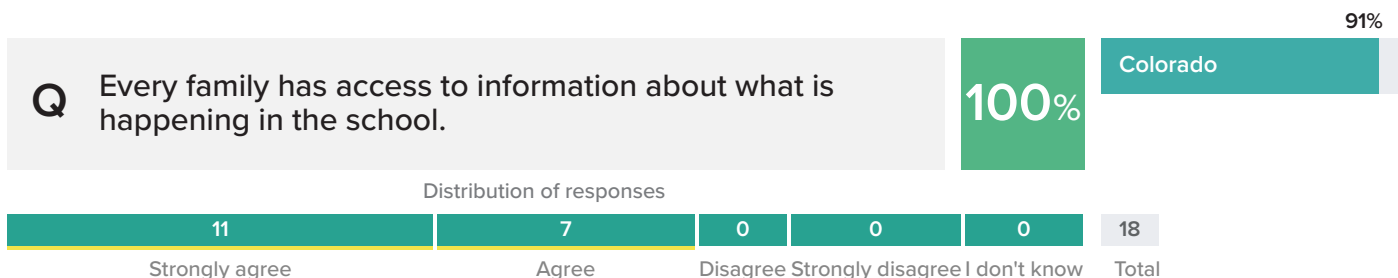 91%
Q
Every family has access to information about what is
happening in the school.
100%
Colorado
Distribution of responses
11 7 0 0 0 18
Strongly agree Agree Disagree Strongly disagree I don't know Total